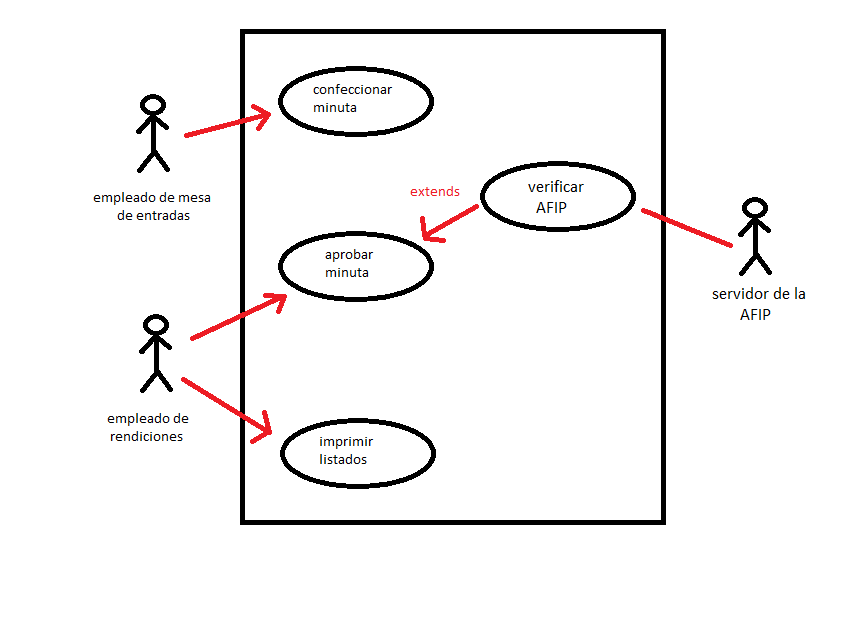 confeccionar
minuta
empleado de mesa
de entradas
extends
verificar
AFIP
aprobar
minuta
servidor de la
AFIP
empleado de
rendiciones
imprimir
listados